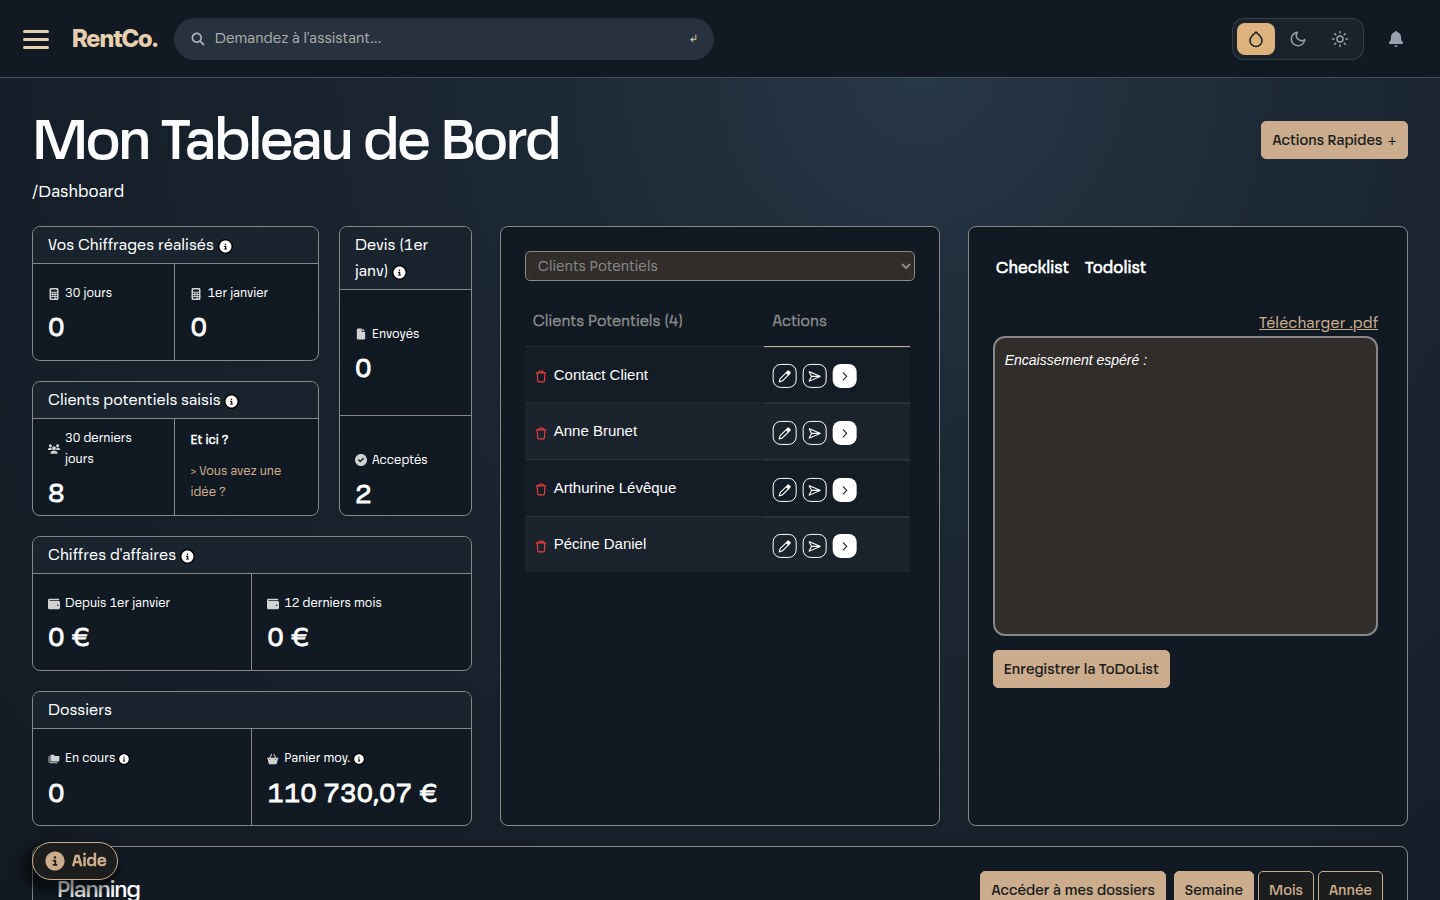 RentCo.
Demandez à l'assistant...
Mon Tableau de Bord
Actions Rapides +
/Dashboard
Vos Chiffrages réalisés
30 jours
0
1er janvier
0
Devis (1er
janv)
Envoyés
0
Acceptés
2
Clients potentiels saisis
30 derniers
jours
8
Et ici ?
> Vous avez une
idée ?
Chiffres d'affaires
Depuis 1er janvier
0 €
12 derniers mois
0 €
Dossiers
En cours
0
Panier moy.
110 730,07 €
Clients Potentiels
Clients Potentiels (4)
Actions
Contact Client
Anne Brunet
Arthurine Lévêque
Pécine Daniel
Checklist
Todolist
Télécharger .pdf
Encaissement espéré :
Enregistrer la ToDoList
Aide
Planning
Accéder à mes dossiers
Semaine
Mois
Année